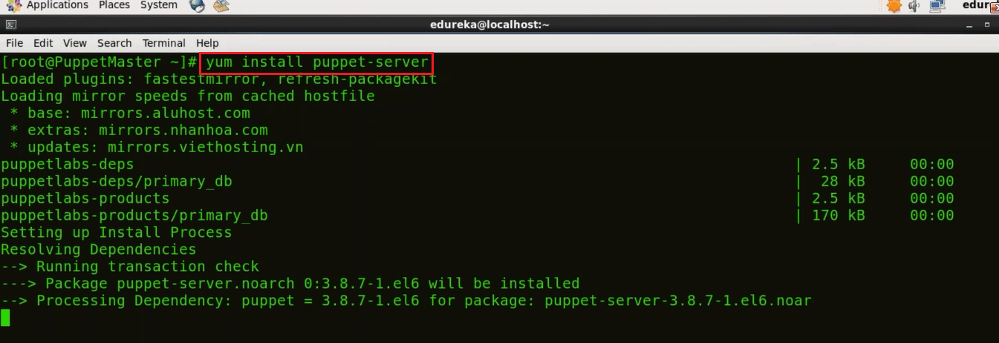 Applications Places System edur
edureka@localhost:~
File Edit View Search Terminal Help
[root@PuppetMaster ~]# yum install puppet-server
Loaded plugins: fastestmirror, refresh-packagekit
Loading mirror speeds from cached hostfile
* base: mirrors.aluhost.com
* extras: mirrors.nhanhoa.com
* updates: mirrors.viethosting.vn
puppetlabs-deps | 2.5 kB 00:00
puppetlabs-deps/primary_db | 28 kB 00:00
puppetlabs-products | 2.5 kB 00:00
puppetlabs-products/primary_db | 170 kB 00:00
Setting up Install Process
Resolving Dependencies
--> Running transaction check
---> Package puppet-server.noarch 0:3.8.7-1.el6 will be installed
--> Processing Dependency: puppet = 3.8.7-1.el6 for package: puppet-server-3.8.7-1.el6.noar